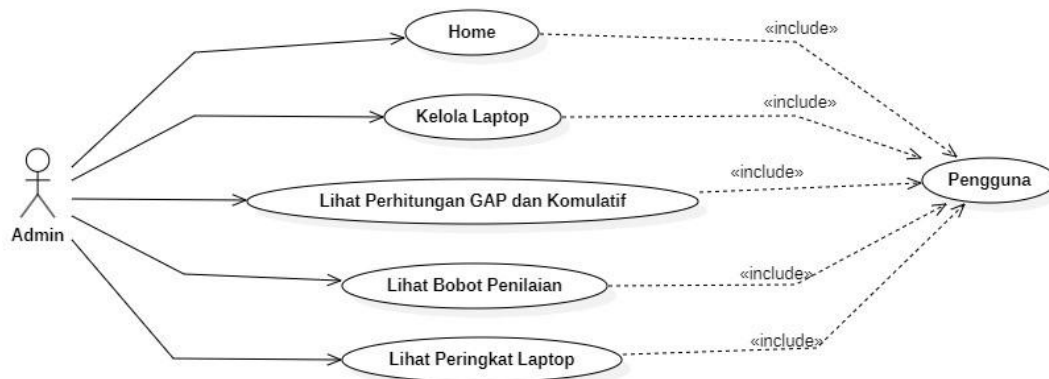 Home
«include»
Kelola Laptop
«include»
Lihat Perhitungan GAP dan Komulatif
«include»
Pengguna
Admin
Lihat Bobot Penilaian
«include»
Lihat Peringkat Laptop
«include»